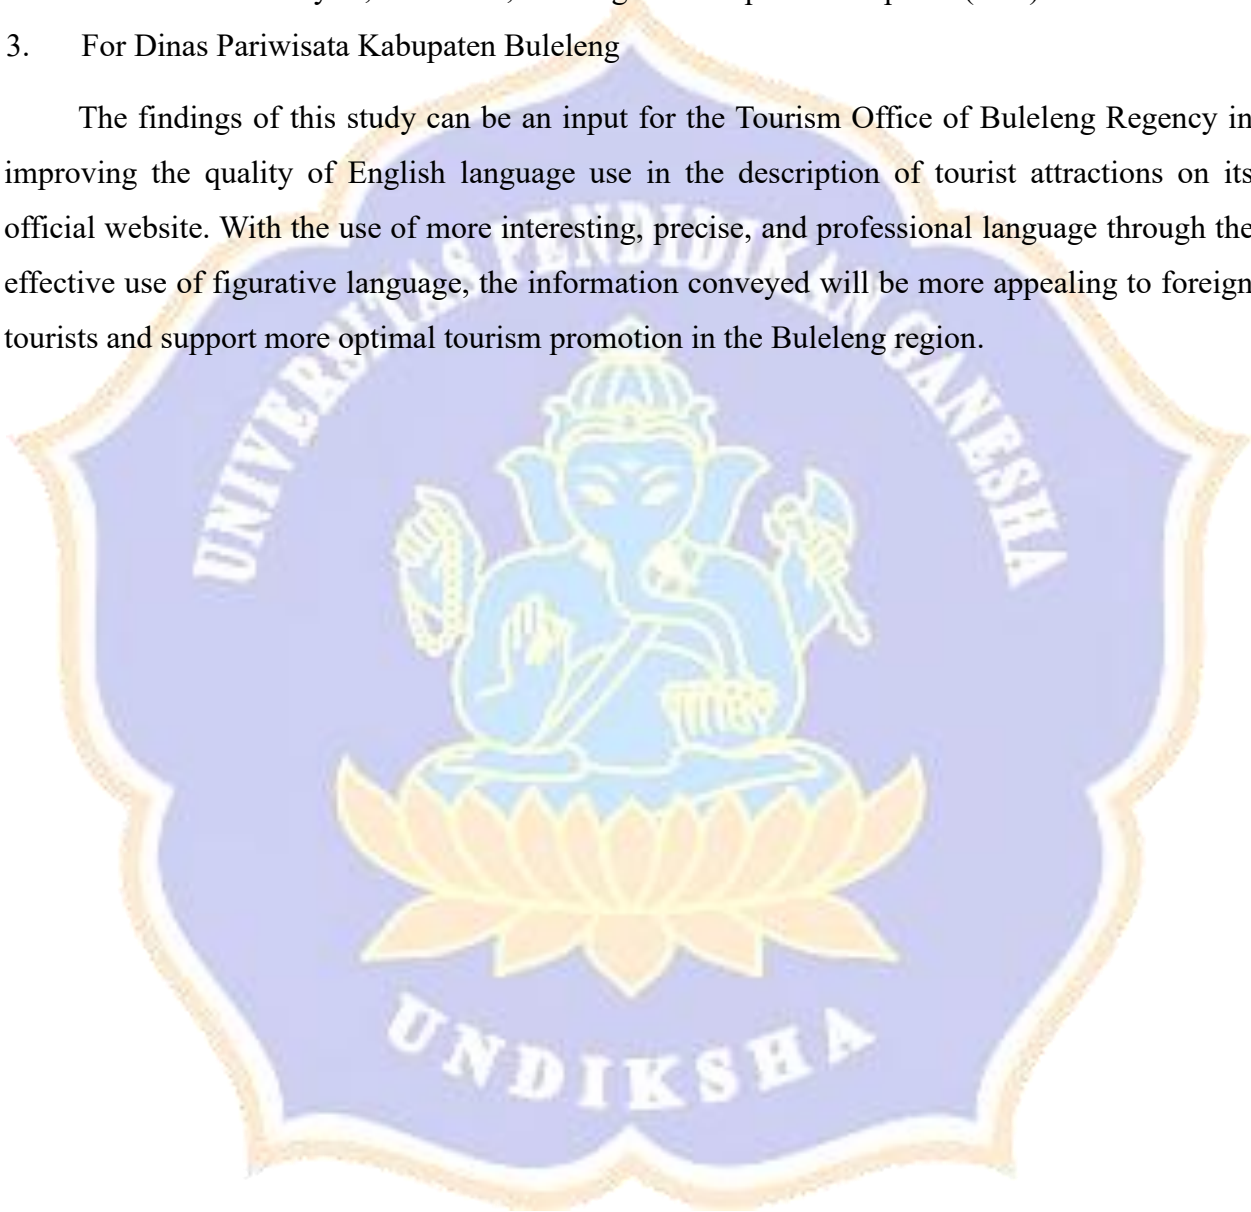 3. For Dinas Pariwisata Kabupaten Buleleng
The findings of this study can be an input for the Tourism Office of Buleleng Regency in
improving the quality of English language use in the description of tourist attractions on its
official website. With the use of more interesting, precise, and professional language through the
effective use of figurative language, the information conveyed will be more appealing to foreign
tourists and support more optimal tourism promotion in the Buleleng region.
UNIVERSITAS PENDIDIKAN GANESHA
UNDIKSHA